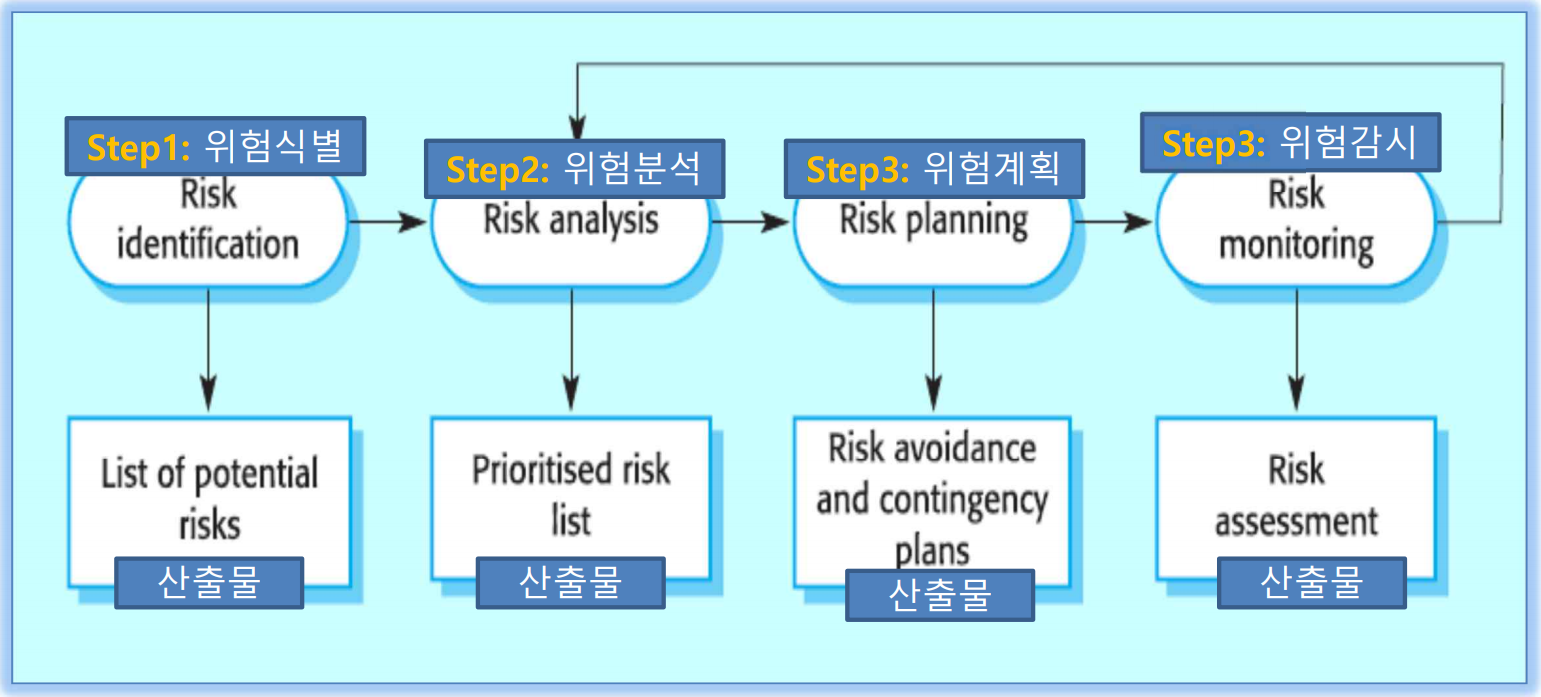 Step1: 위험식별
Risk
identification
Step2: 위험분석
Risk analysis
Step3: 위험계획
Risk planning
Step3: 위험감시
Risk
monitoring
List of potential
risks
산출물
Prioritised risk
list
산출물
Risk avoidance
and contingency
plans
산출물
Risk
assessment
산출물